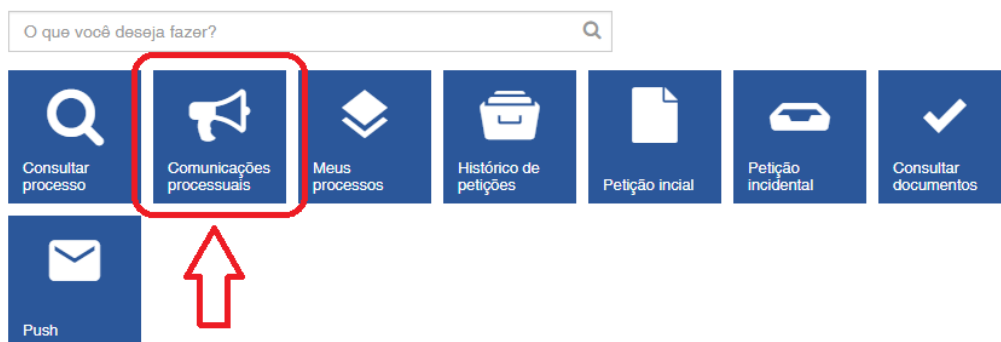 O que você deseja fazer?
Consultar
processo
Comunicações
processuais
Meus
processos
Histórico de
petições
Petição incial
Petição
incidental
Consultar
documentos
Push